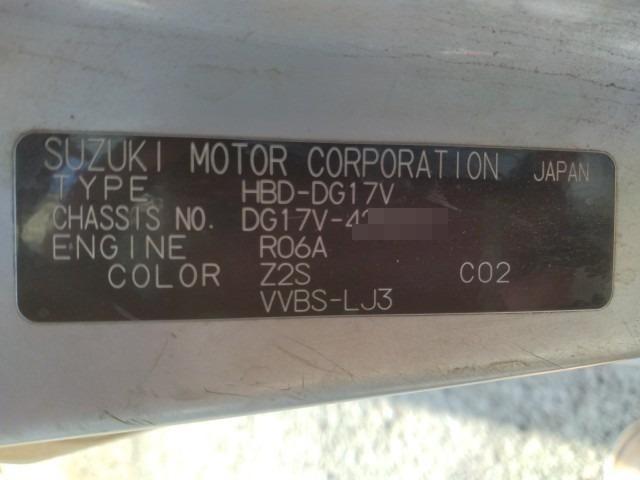 SUZUKI MOTOR CORPORATION JAPAN
TYPE HBD-DG17V
CHASSIS NO. DG17V-4
ENGINE R06A
COLOR Z2S C02
VVBS-LJ3